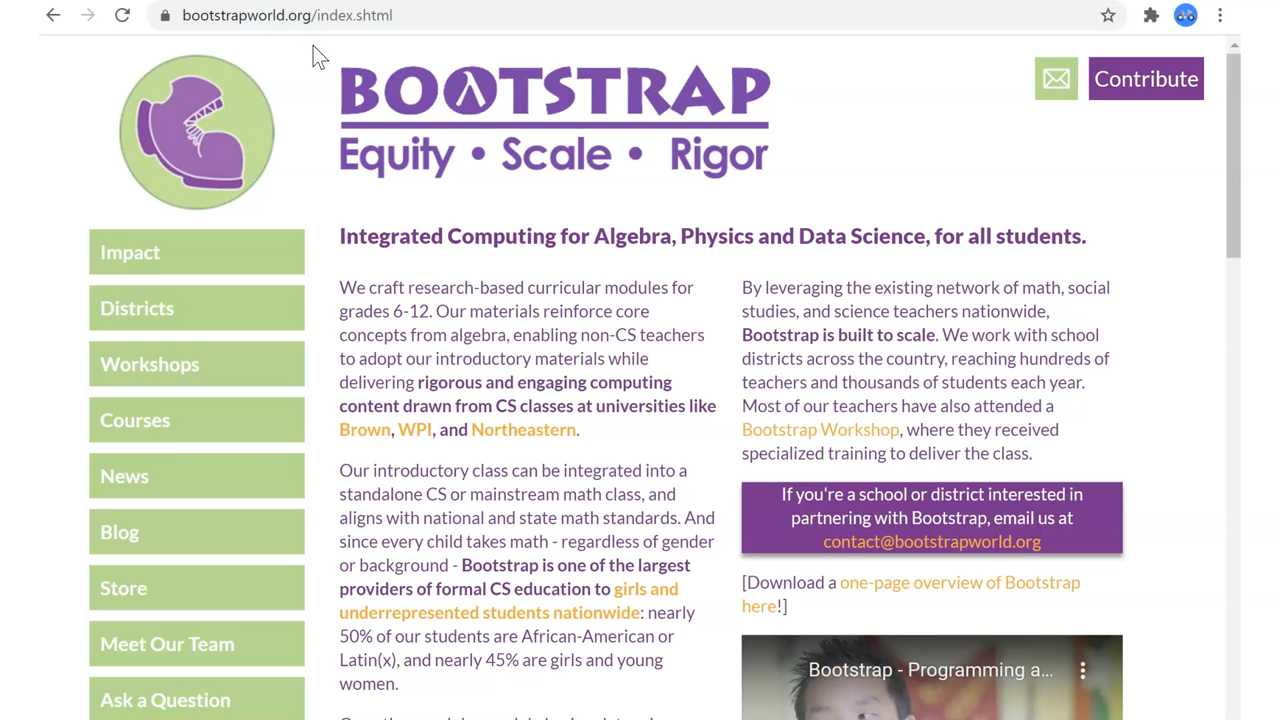 bootstrapworld.org/index.shtml
BOOTSTRAP
Equity • Scale • Rigor
Contribute
Impact
Districts
Workshops
Courses
News
Blog
Store
Meet Our Team
Ask a Question
Integrated Computing for Algebra, Physics and Data Science, for all students.
We craft research-based curricular modules for
grades 6-12. Our materials reinforce core
concepts from algebra, enabling non-CS teachers
to adopt our introductory materials while
delivering rigorous and engaging computing
content drawn from CS classes at universities like
Brown, WPI, and Northeastern.
Our introductory class can be integrated into a
standalone CS or mainstream math class, and
aligns with national and state math standards. And
since every child takes math - regardless of gender
or background - Bootstrap is one of the largest
providers of formal CS education to girls and
underrepresented students nationwide: nearly
50% of our students are African-American or
Latin(x), and nearly 45% are girls and young
women.
By leveraging the existing network of math, social
studies, and science teachers nationwide,
Bootstrap is built to scale. We work with school
districts across the country, reaching hundreds of
teachers and thousands of students each year.
Most of our teachers have also attended a
Bootstrap Workshop, where they received
specialized training to deliver the class.
If you're a school or district interested in
partnering with Bootstrap, email us at
contact@bootstrapworld.org
[Download a one-page overview of Bootstrap
here!]
Bootstrap - Programming a...